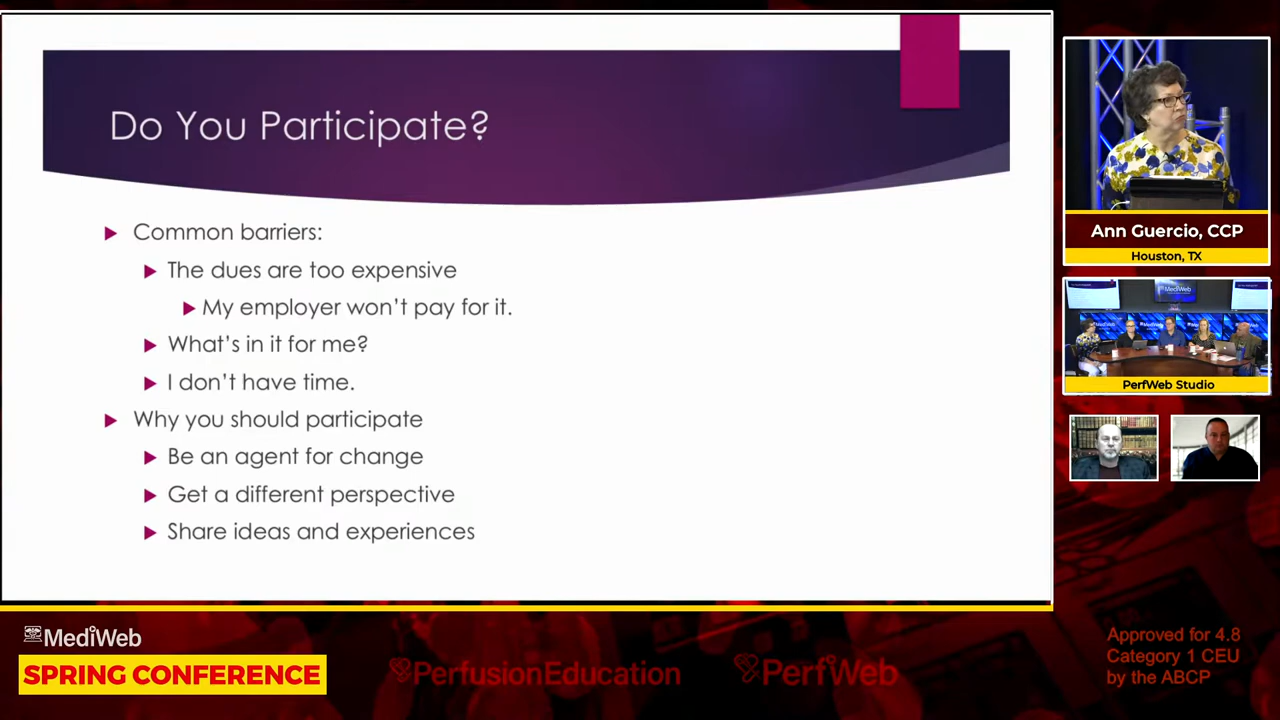 Do You Participate?
Common barriers:
The dues are too expensive
My employer won't pay for it.
What's in it for me?
I don't have time.
Why you should participate
Be an agent for change
Get a different perspective
Share ideas and experiences
Ann Guercio, CCP
Houston, TX
MediWeb
PerfWeb Studio
MediWeb
SPRING CONFERENCE
PerfusionEducation
PerfWeb
Approved for 4.8
Category 1 CEU
by the ABCP